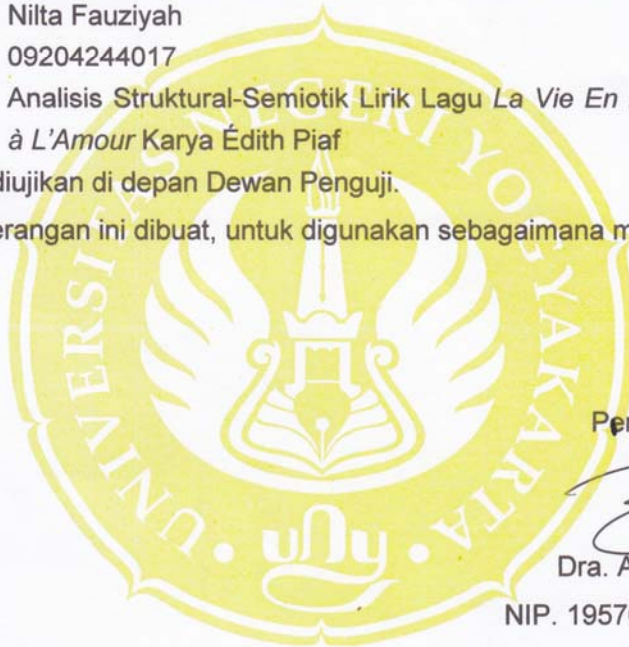 Nilta Fauziyah
09204244017
Analisis Struktural-Semiotik Lirik Lagu La Vie En
à L'Amour Karya Édith Piaf
diujikan di depan Dewan Penguji.
erangan ini dibuat, untuk digunakan sebagaimana m
UNIVERSITAS NEGERI YOGYAKARTA
uny
Per
Dra. A
NIP. 1957